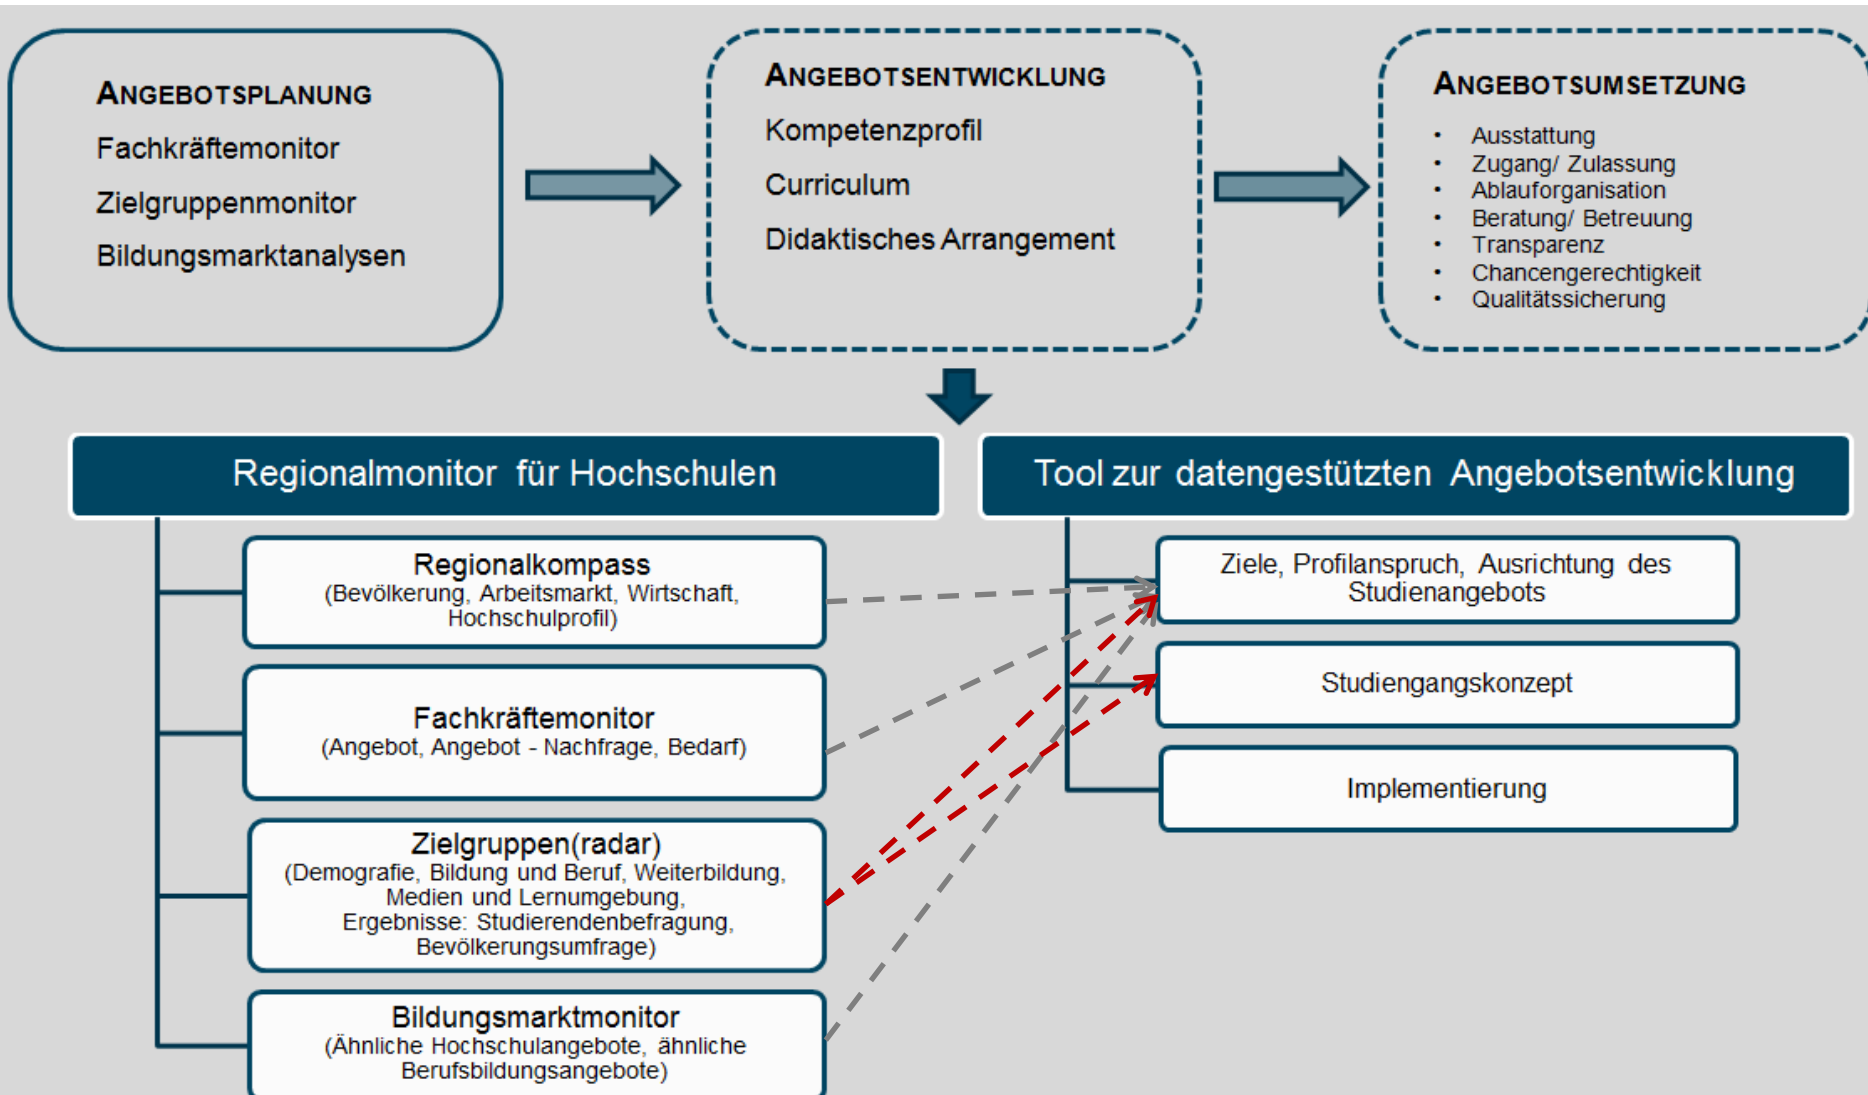 ANGEBOTSPLANUNG
Fachkräftemonitor
Zielgruppenmonitor
Bildungsmarktanalysen
ANGEBOTSENTWICKLUNG
Kompetenzprofil
Curriculum
Didaktisches Arrangement
ANGEBOTSUMSETZUNG
• Ausstattung
• Zugang/ Zulassung
• Ablauforganisation
• Beratung/ Betreuung
• Transparenz
• Chancengerechtigkeit
• Qualitätssicherung
Regionalmonitor für Hochschulen
Regionalkompass
(Bevölkerung, Arbeitsmarkt, Wirtschaft,
Hochschulprofil)
Fachkräftemonitor
(Angebot, Angebot - Nachfrage, Bedarf)
Zielgruppen(radar)
(Demografie, Bildung und Beruf, Weiterbildung,
Medien und Lernumgebung,
Ergebnisse: Studierendenbefragung,
Bevölkerungsumfrage)
Bildungsmarktmonitor
(Ähnliche Hochschulangebote, ähnliche
Berufsbildungsangebote)
Tool zur datengestützten Angebotsentwicklung
Ziele, Profilanspruch, Ausrichtung des
Studienangebots
Studiengangskonzept
Implementierung